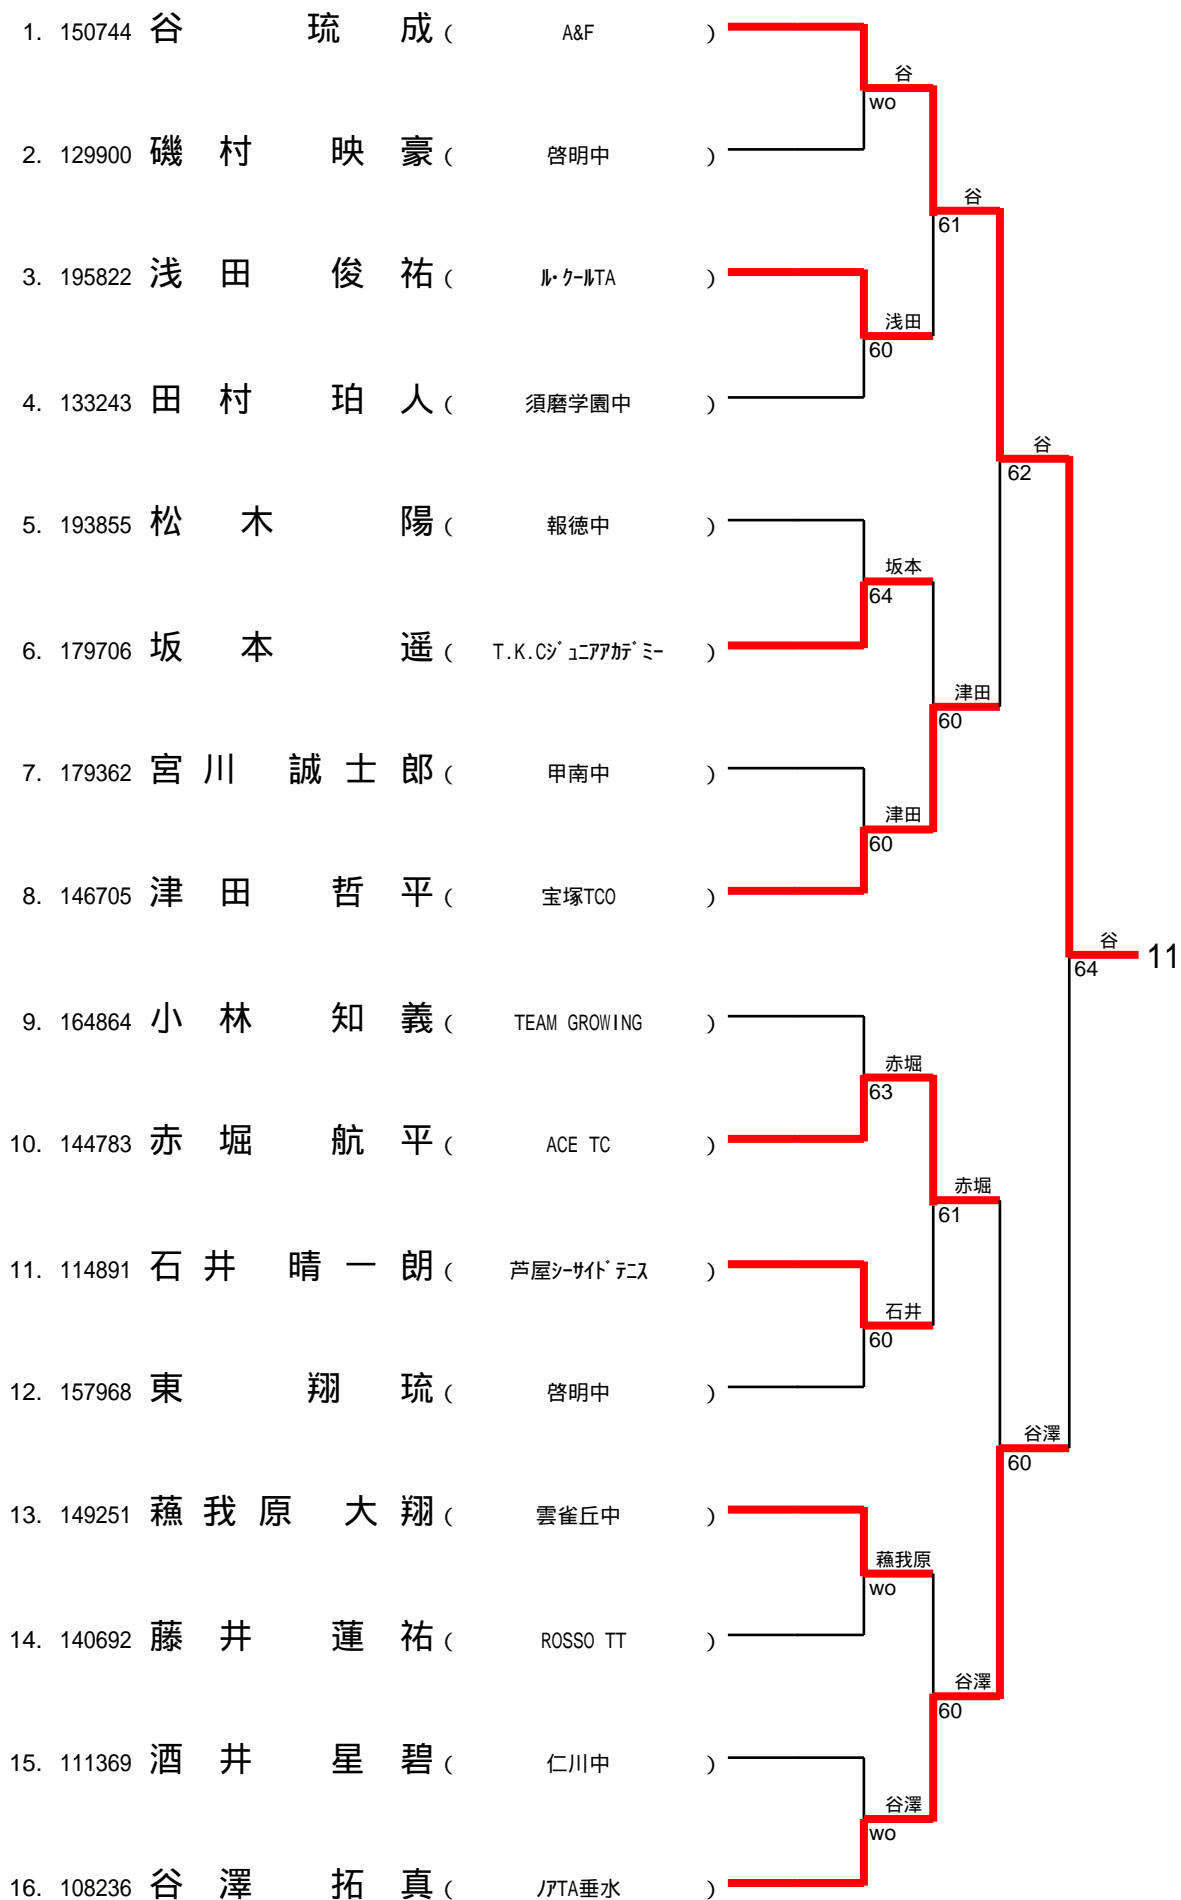 1. 150744 谷 琉 成 ( A&F )
谷
wo
2. 129900 磯 村 映 豪 ( 啓明中 )
谷
61
3. 195822 浅 田 俊 祐 ( ﾙ・ｸｰﾙTA )
浅田
60
4. 133243 田 村 珀 人 ( 須磨学園中 )
谷
62
5. 193855 松 木 陽 ( 報徳中 )
坂本
64
6. 179706 坂 本 遥 ( T.K.Cｼﾞｭﾆｱｱｶﾃﾞﾐｰ )
津田
60
7. 179362 宮 川 誠 士 郎 ( 甲南中 )
津田
60
8. 146705 津 田 哲 平 ( 宝塚TCO )
谷
64
11
9. 164864 小 林 知 義 ( TEAM GROWING )
赤堀
63
10. 144783 赤 堀 航 平 ( ACE TC )
赤堀
61
11. 114891 石 井 晴 一 朗 ( 芦屋ｼｰｻｲﾄﾞﾃﾆｽ )
石井
60
12. 157968 東 翔 琉 ( 啓明中 )
谷澤
60
13. 149251 蘓 我 原 大 翔 ( 雲雀丘中 )
蘓我原
wo
14. 140692 藤 井 蓮 祐 ( ROSSO TT )
谷澤
60
15. 111369 酒 井 星 碧 ( 仁川中 )
谷澤
wo
16. 108236 谷 澤 拓 真 ( ﾉｱTA垂水 )